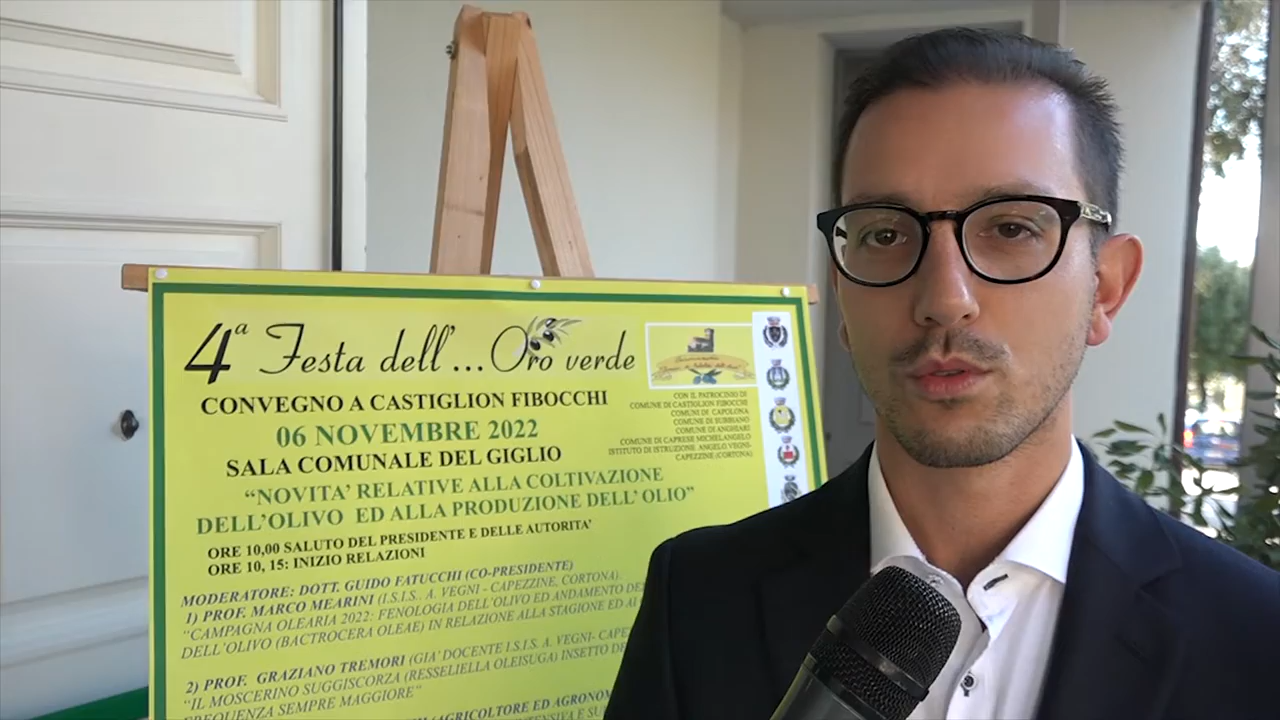 4ª Festa dell'...Oro verde
CONVEGNO A CASTIGLION FIBOCCHI
06 NOVEMBRE 2022
SALA COMUNALE DEL GIGLIO
"NOVITA' RELATIVE ALLA COLTIVAZIONE
DELL'OLIVO ED ALLA PRODUZIONE DELL' OLIO"
CON IL PATROCINIO DI
COMUNE DI CASTIGLION FIBOCCHI
COMUNI DI CAPOLONA
COMUNE DI SUBBIANO
COMUNE DI ANGHIARI
COMUNE DI CAPRESE MICHELANGELO
ISTITUTO DI ISTRUZIONE ANGELO VEGNI-
CAPEZZINE (CORTONA)
ORE 10,00 SALUTO DEL PRESIDENTE E DELLE AUTORITA'
ORE 10, 15: INIZIO RELAZIONI
MODERATORE: DOTT. GUIDO FATUCCHI (CO-PRESIDENTE)
1) PROF. MARCO MEARINI (I.S.I.S.. A. VEGNI - CAPEZZINE, CORTONA)
"CAMPAGNA OLEARIA 2022: FENOLOGIA DELL'OLIVO ED ANDAMENTO DE
DELL'OLIVO (BACTROCERA OLEAE) IN RELAZIONE ALLA STAGIONE ED AI
2) PROF. GRAZIANO TREMORI (GIA' DOCENTE I.S.I.S. A. VEGNI- CAPE
"IL MOSCERINO SUGGISCORZA (RESSELIELLA OLEISUGA) INSETTO DE
FREQUENZA SEMPRE MAGGIORE"
(AGRICOLTORE ED AGRONOM